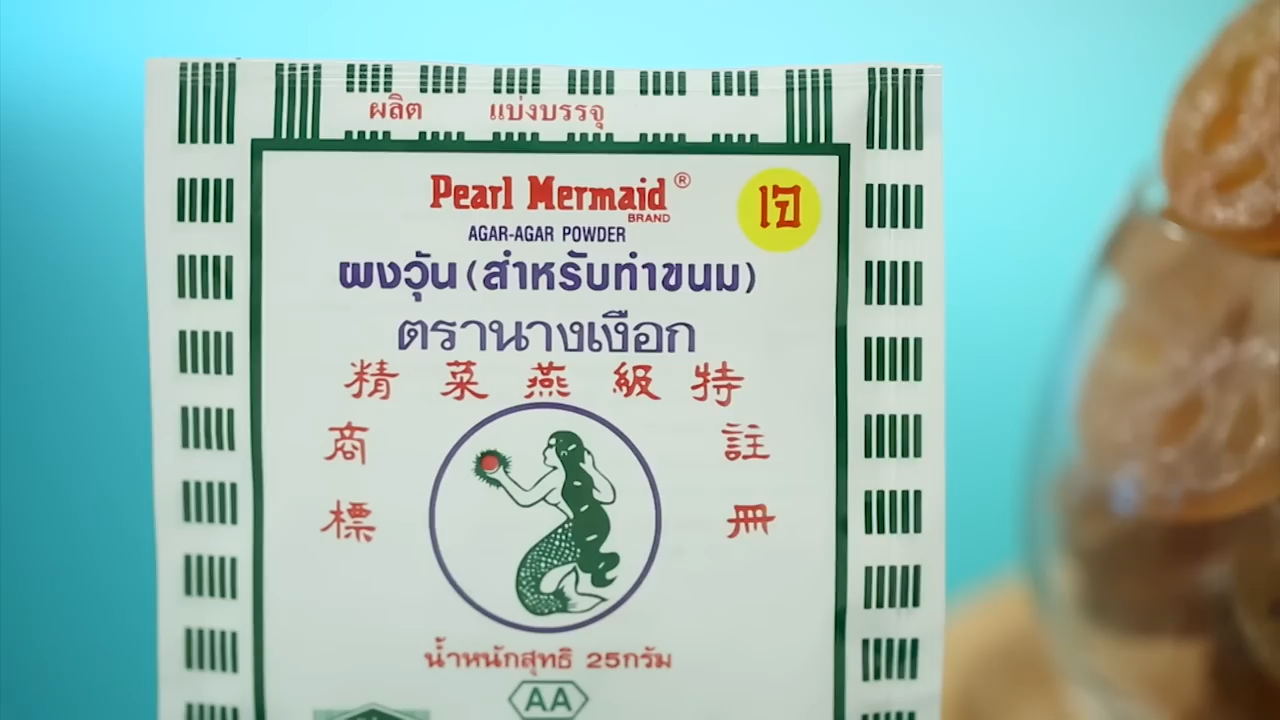 ผลิต แบ่งบรรจุ
Pearl Mermaid ®
BRAND
เจ
AGAR-AGAR POWDER
ผงวุ้น (สำหรับทำขนม)
ตรานางเงือก
精菜燕級特
商 註
標 冊
น้ำหนักสุทธิ 25กรัม
AA